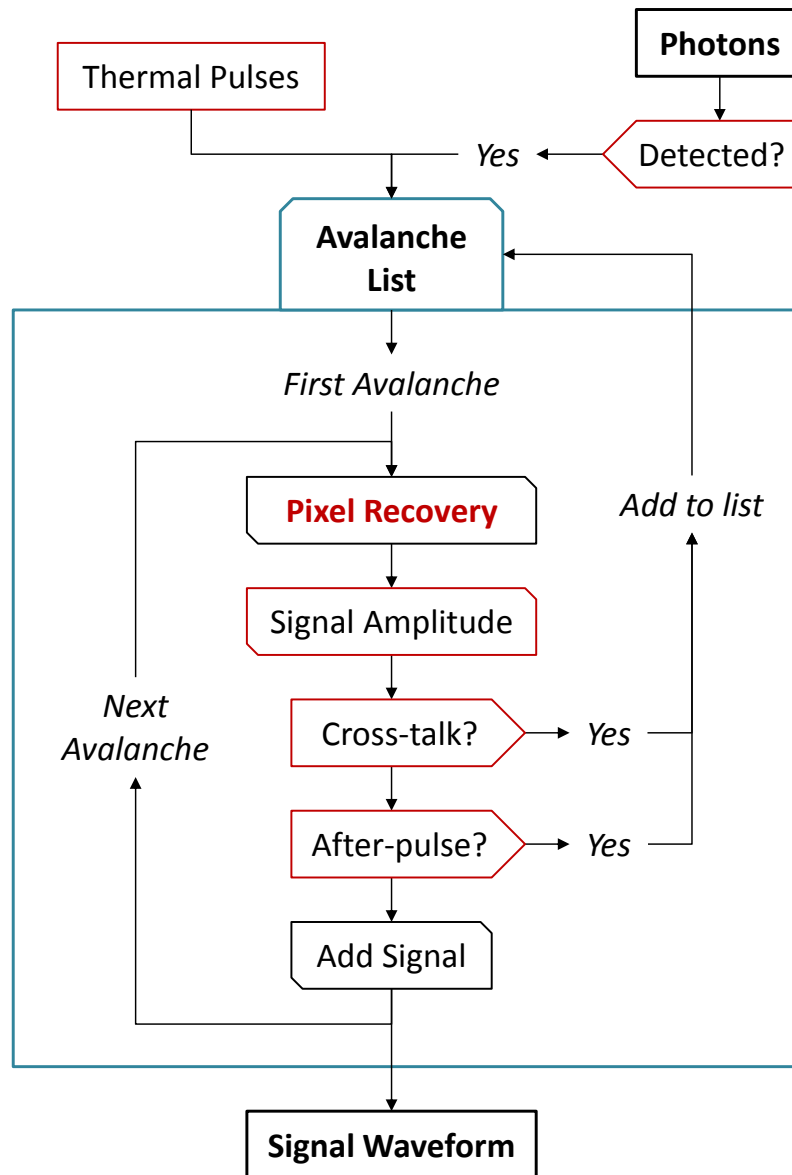 Photons
Thermal Pulses
Detected?
Yes
Avalanche
List
First Avalanche
Pixel Recovery
Add to list
Signal Amplitude
Next
Avalanche
Cross-talk?
Yes
After-pulse?
Yes
Add Signal
Signal Waveform